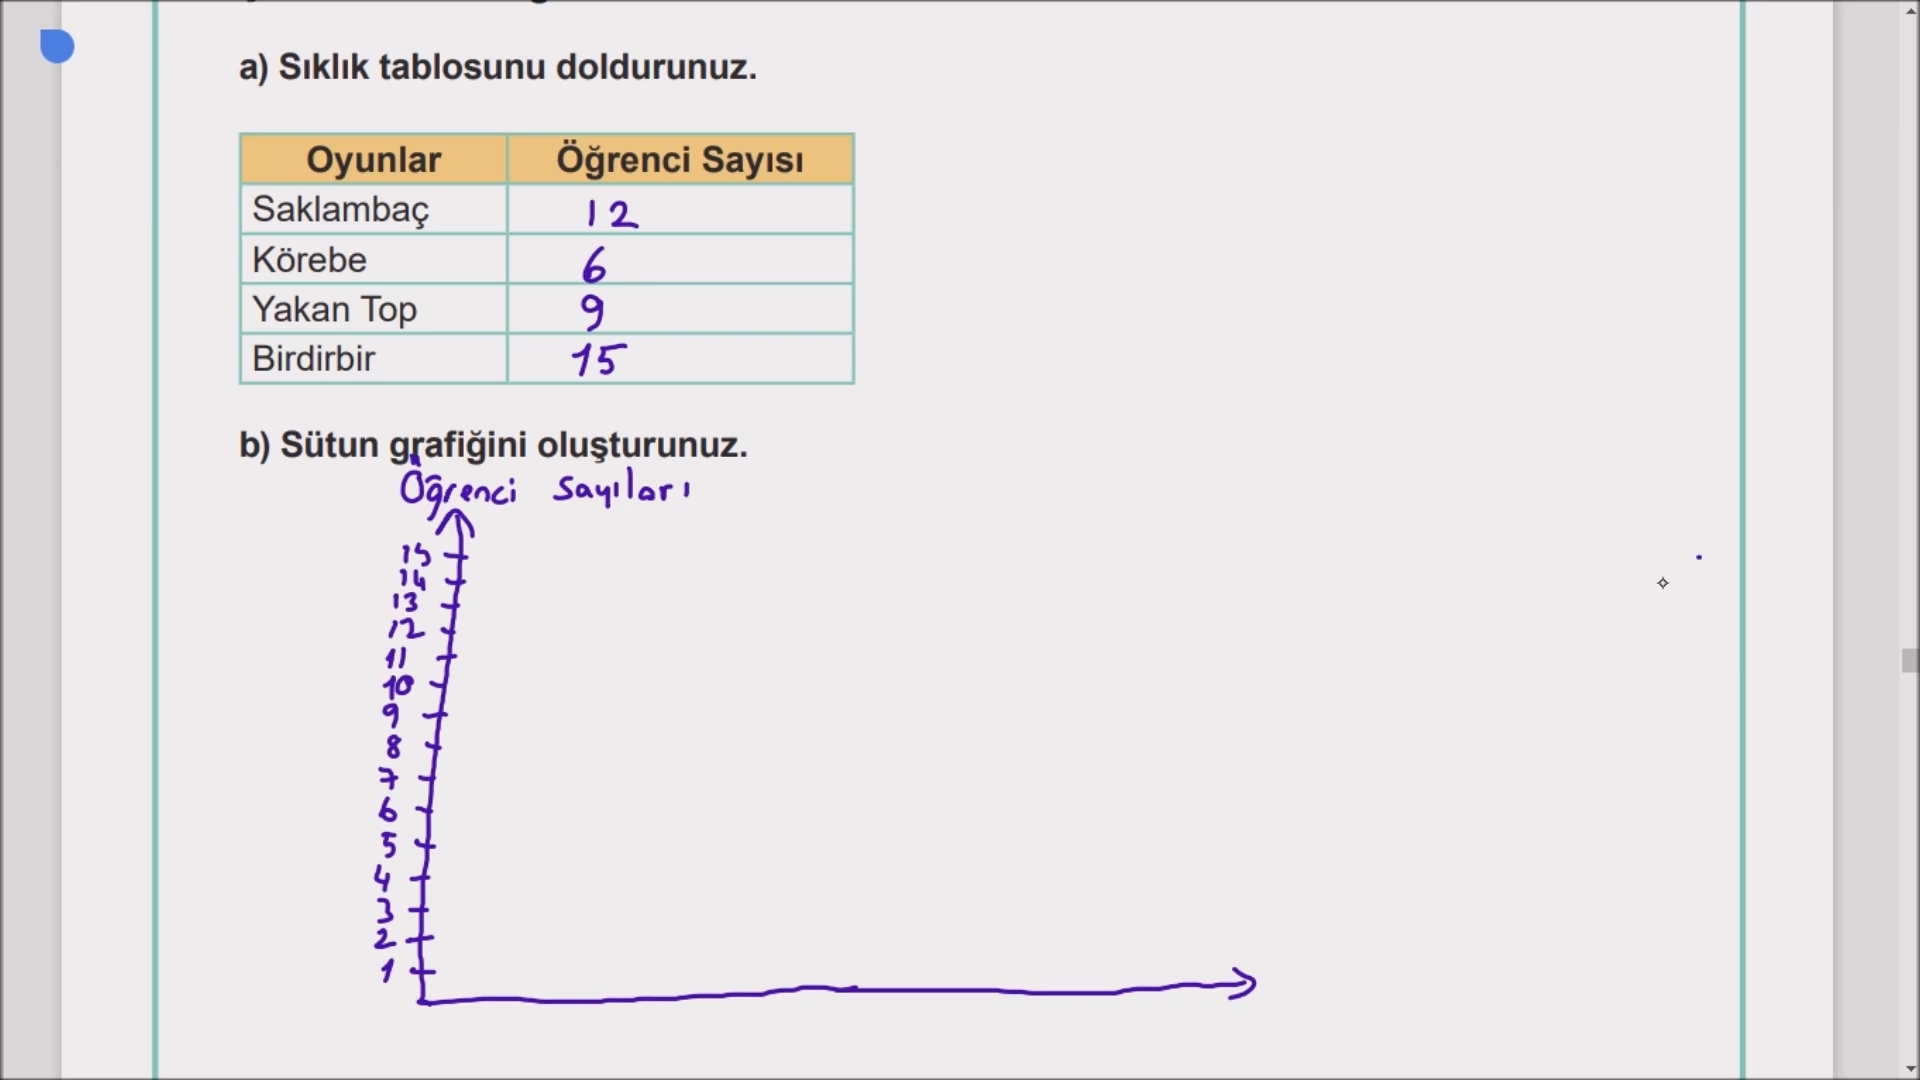 a) Sıklık tablosunu doldurunuz.
Oyunlar Öğrenci Sayısı
Saklambaç 12
Körebe 6
Yakan Top 9
Birdirbir 15
b) Sütun grafiğini oluşturunuz.
Öğrenci Sayıları
15
14
13
12
11
10
9
8
7
6
5
4
3
2
1